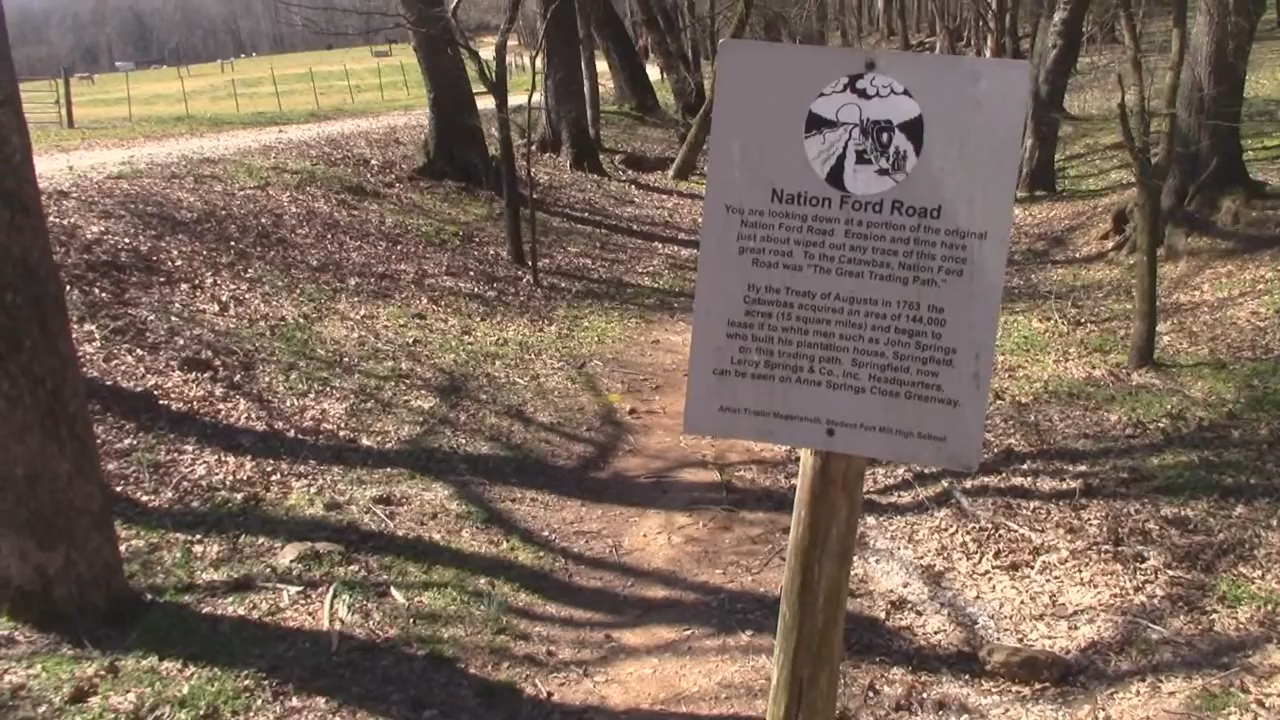 Nation Ford Road
You are looking down at a portion of the original
Nation Ford Road. Erosion and time have
just about wiped out any trace of this once
great road. To the Catawbas, Nation Ford
Road was "The Great Trading Path."
By the Treaty of Augusta in 1763 the
Catawbas acquired an area of 144,000
acres (15 square miles) and began to
lease it to white men such as John Springs
who built his plantation house, Springfield,
on this trading path. Springfield, now
Leroy Springs & Co., Inc. Headquarters,
can be seen on Anne Springs Close Greenway.
Artist: Student Fort Mill High School